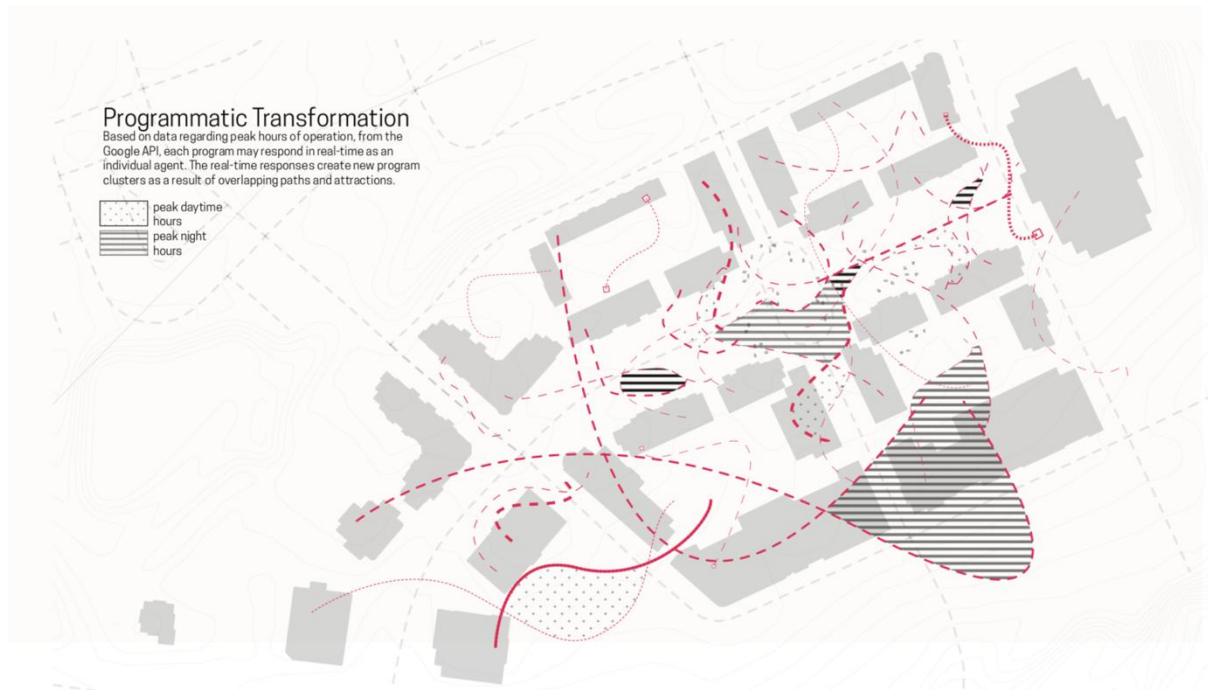 Programmatic Transformation
Based on data regarding peak hours of operation, from the
Google API, each program may respond in real-time as an
individual agent. The real-time responses create new program
clusters as a result of overlapping paths and attractions.
peak daytime
hours
peak night
hours